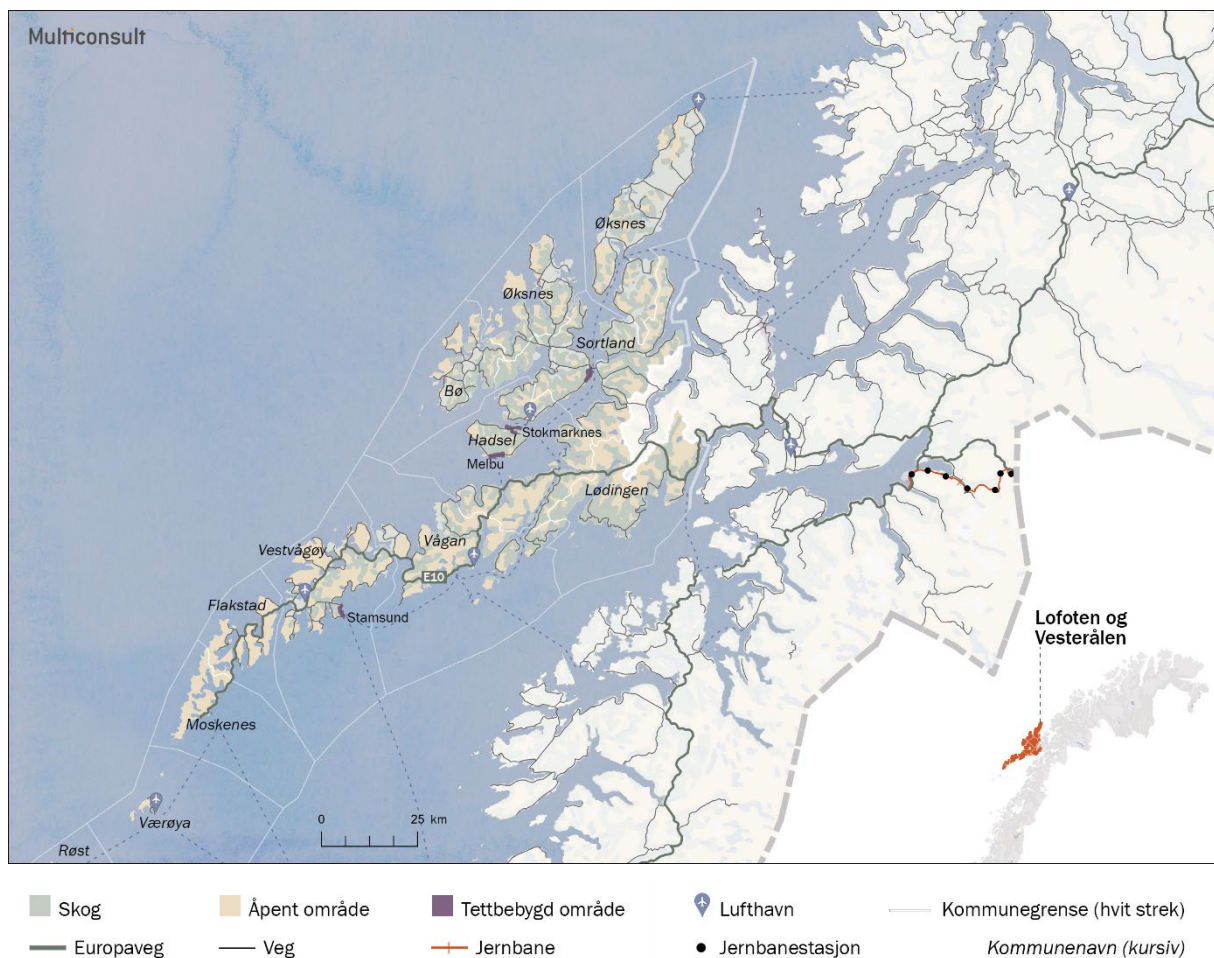 Multiconsult
Øksnes
Øksnes
Sortland
Bø
Stokmarknes
Hadsel
Melbu
Lødingen
Vågan
Vestvågøy
E10
Flakstad
Stamsund
Lofoten og
Vesterålen
Moskenes
0 25 km
Værøya
Røst
Skog
Åpent område
Tettbebygd område
Lufthavn
Kommunegrense (hvit strek)
Europaveg
Veg
Jernbane
Jernbanestasjon
Kommunenavn (kursiv)